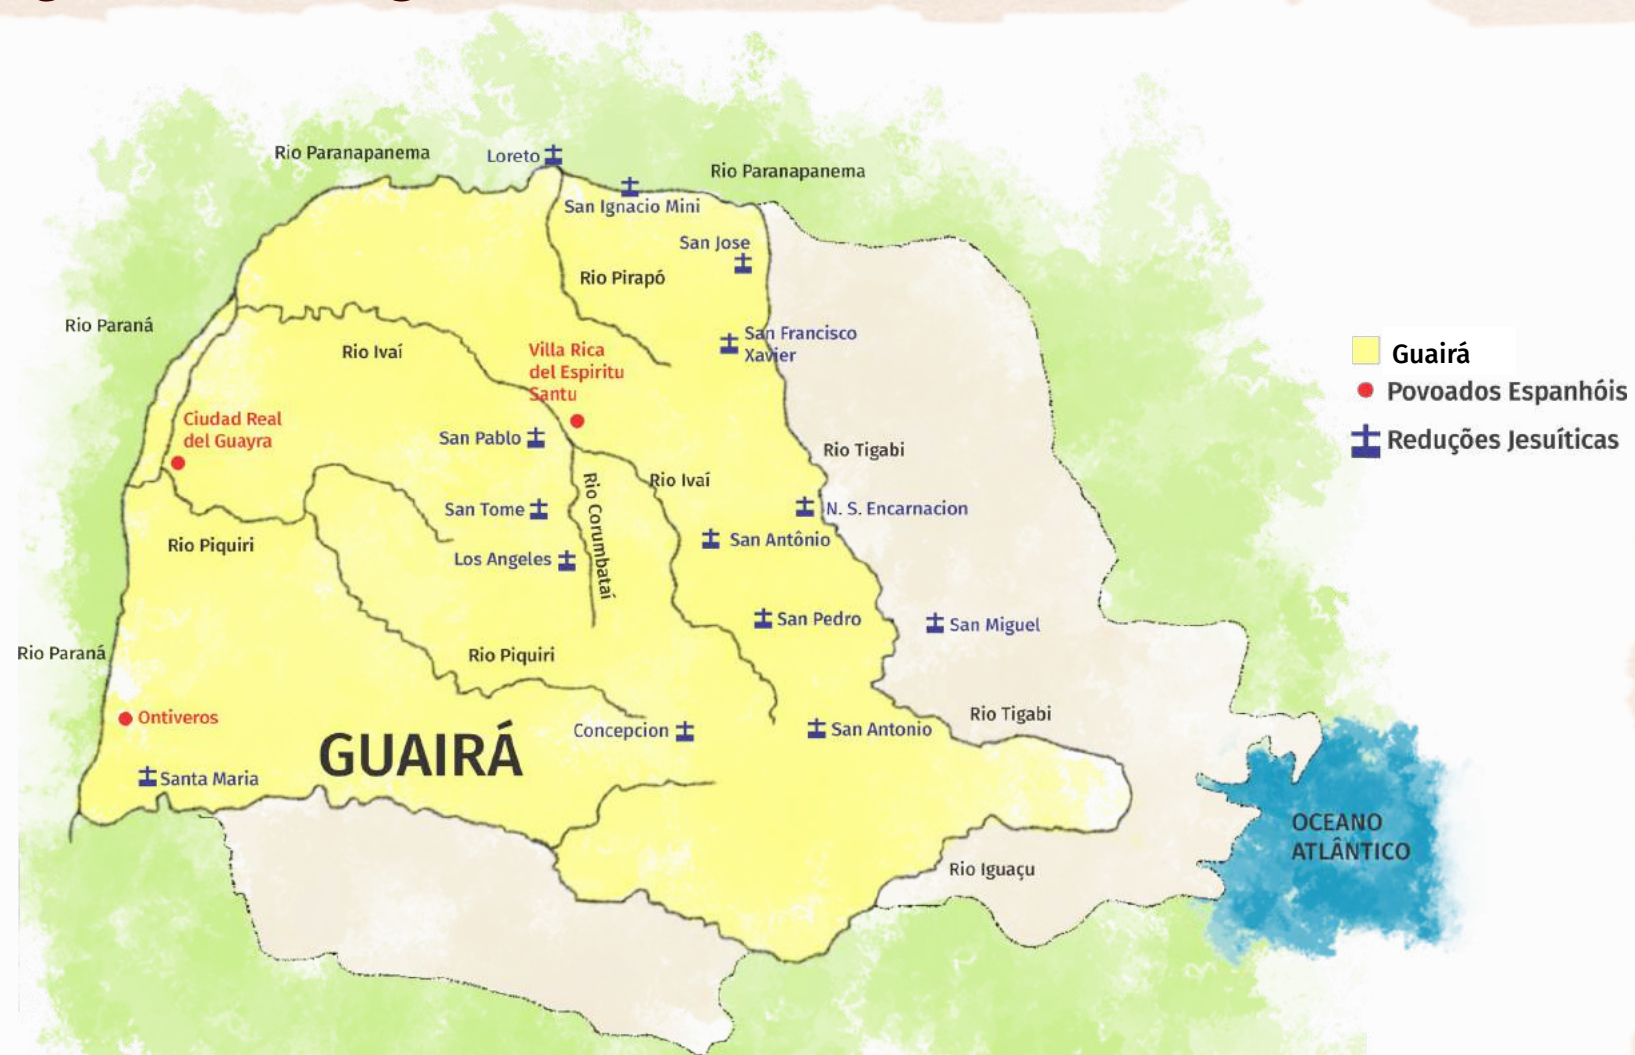 Rio Paranapanema
Loreto
Rio Paranapanema
San Ignacio Mini
San Jose
Rio Pirapó
Rio Paraná
San Francisco
Xavier
Rio Ivaí
Villa Rica
del Espiritu
Santu
Guairá
Povoados Espanhóis
Reduções Jesuíticas
Ciudad Real
del Guayra
San Pablo
Rio Tigabi
Rio Ivaí
Rio Corumbataí
San Tome
N. S. Encarnacion
Rio Piquiri
San Antônio
Los Angeles
San Pedro
San Miguel
Rio Paraná
Rio Piquiri
Ontiveros
Rio Tigabi
Concepcion
San Antonio
GUAIRÁ
Santa Maria
OCEANO
ATLÂNTICO
Rio Iguaçu